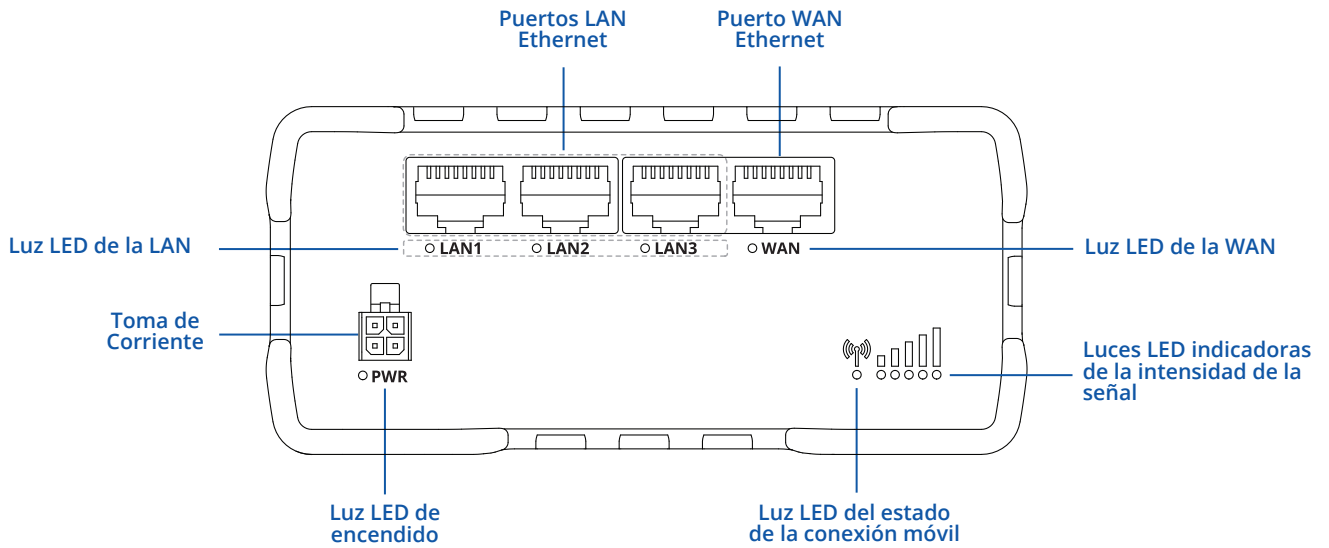 Puertos LAN
Ethernet
Puerto WAN
Ethernet
Luz LED de la LAN
LAN1
LAN2
LAN3
WAN
Luz LED de la WAN
Toma de
Corriente
PWR
Luces LED indicadoras
de la intensidad de la
señal
Luz LED de
encendido
Luz LED del estado
de la conexión móvil